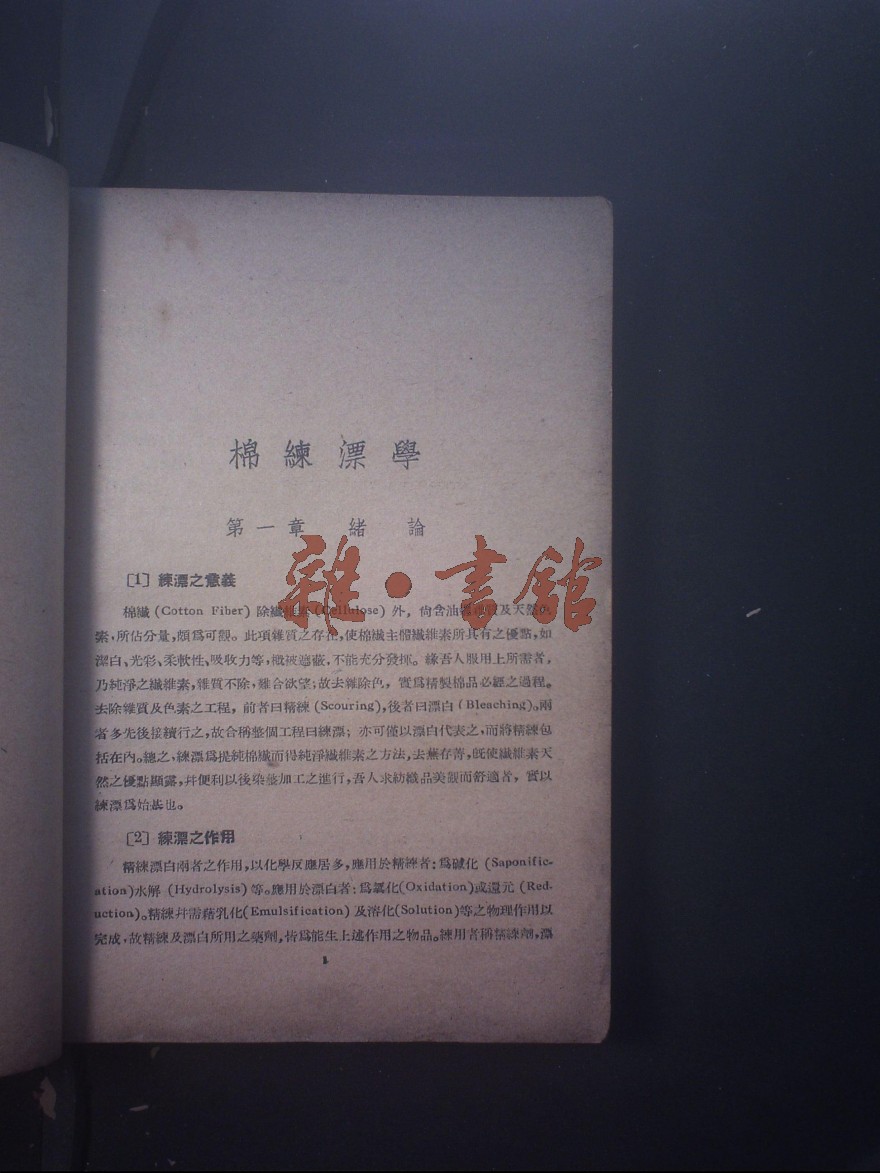 棉練漂學
第一章 緒論
雜·書館
[1] 練漂之意義
棉纖 (Cotton Fiber) 除纖維素 (Cellulose) 外，尙含油 及天然色
素，所佔分量，頗爲可觀。此項雜質之存在，使棉纖主體纖維素所具有之優點，如
潔白、光彩、柔軟性、吸收力等，概被遮蔽，不能充分發揮。緣吾人服用上所需者，
乃純淨之纖維素，雜質不除，難合欲望；故去雜除色，實爲精製棉品必經之過程。
去除雜質及色素之工程，前者曰精練 (Scouring)，後者曰漂白 (Bleaching)。兩
者多先後接續行之，故合稱整個工程曰練漂；亦可僅以漂白代表之，而將精練包
括在內。總之，練漂爲提純棉纖而得純淨纖維素之方法，去蕪存菁，旣使纖維素天
然之優點顯露，幷便利以後染整加工之進行，吾人求紡織品美觀而舒適者，實以
練漂爲始基也。
[2] 練漂之作用
精練漂白兩者之作用，以化學反應居多，應用於精練者：爲鹼化 (Saponific-
ation)水解 (Hydrolysis) 等。應用於漂白者：爲氧化(Oxidation)或還元 (Red-
uction)。精練幷需藉乳化(Emulsification) 及溶化(Solution)等之物理作用以
完成，故精練及漂白所用之藥劑，皆爲能生上述作用之物品。練用者稱精練劑，漂
1